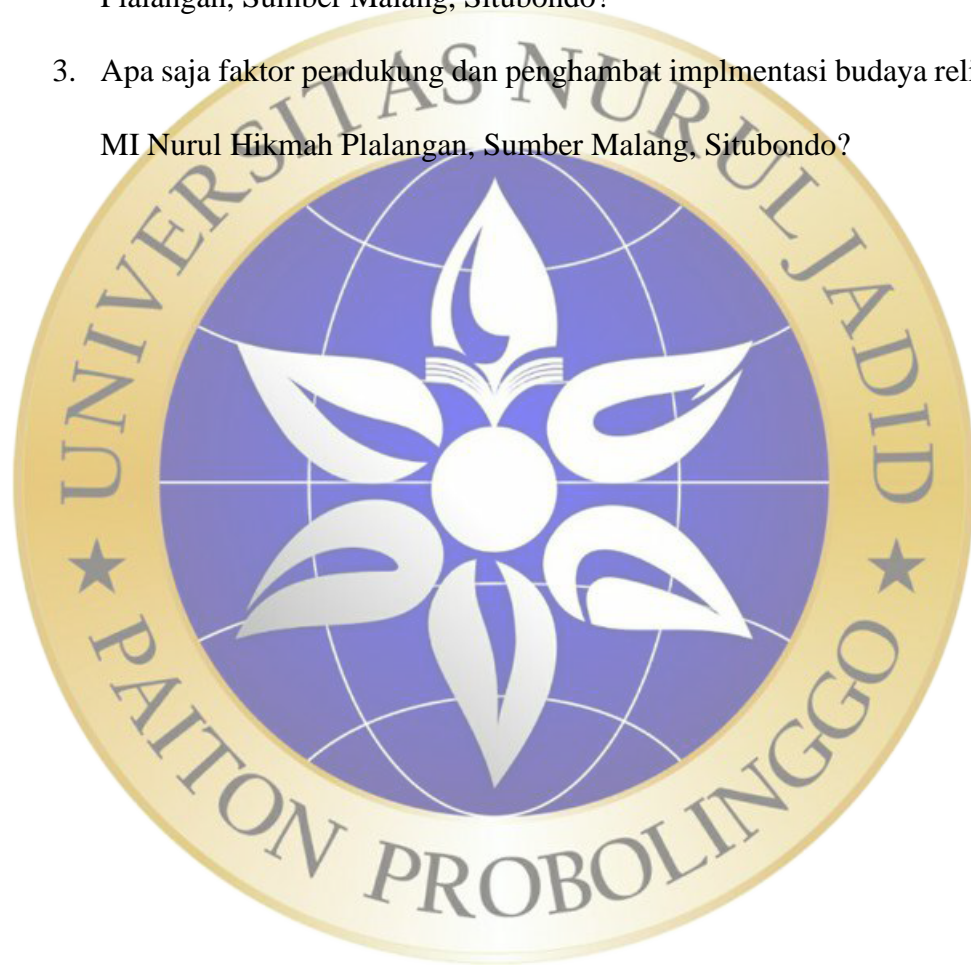 Plalangan, Sumber Malang, Situbondo?
3. Apa saja faktor pendukung dan penghambat implmentasi budaya reli
MI Nurul Hikmah Plalangan, Sumber Malang, Situbondo?
UNIVERSITAS NURUL JADID
★ PAITON PROBOLINGGO ★